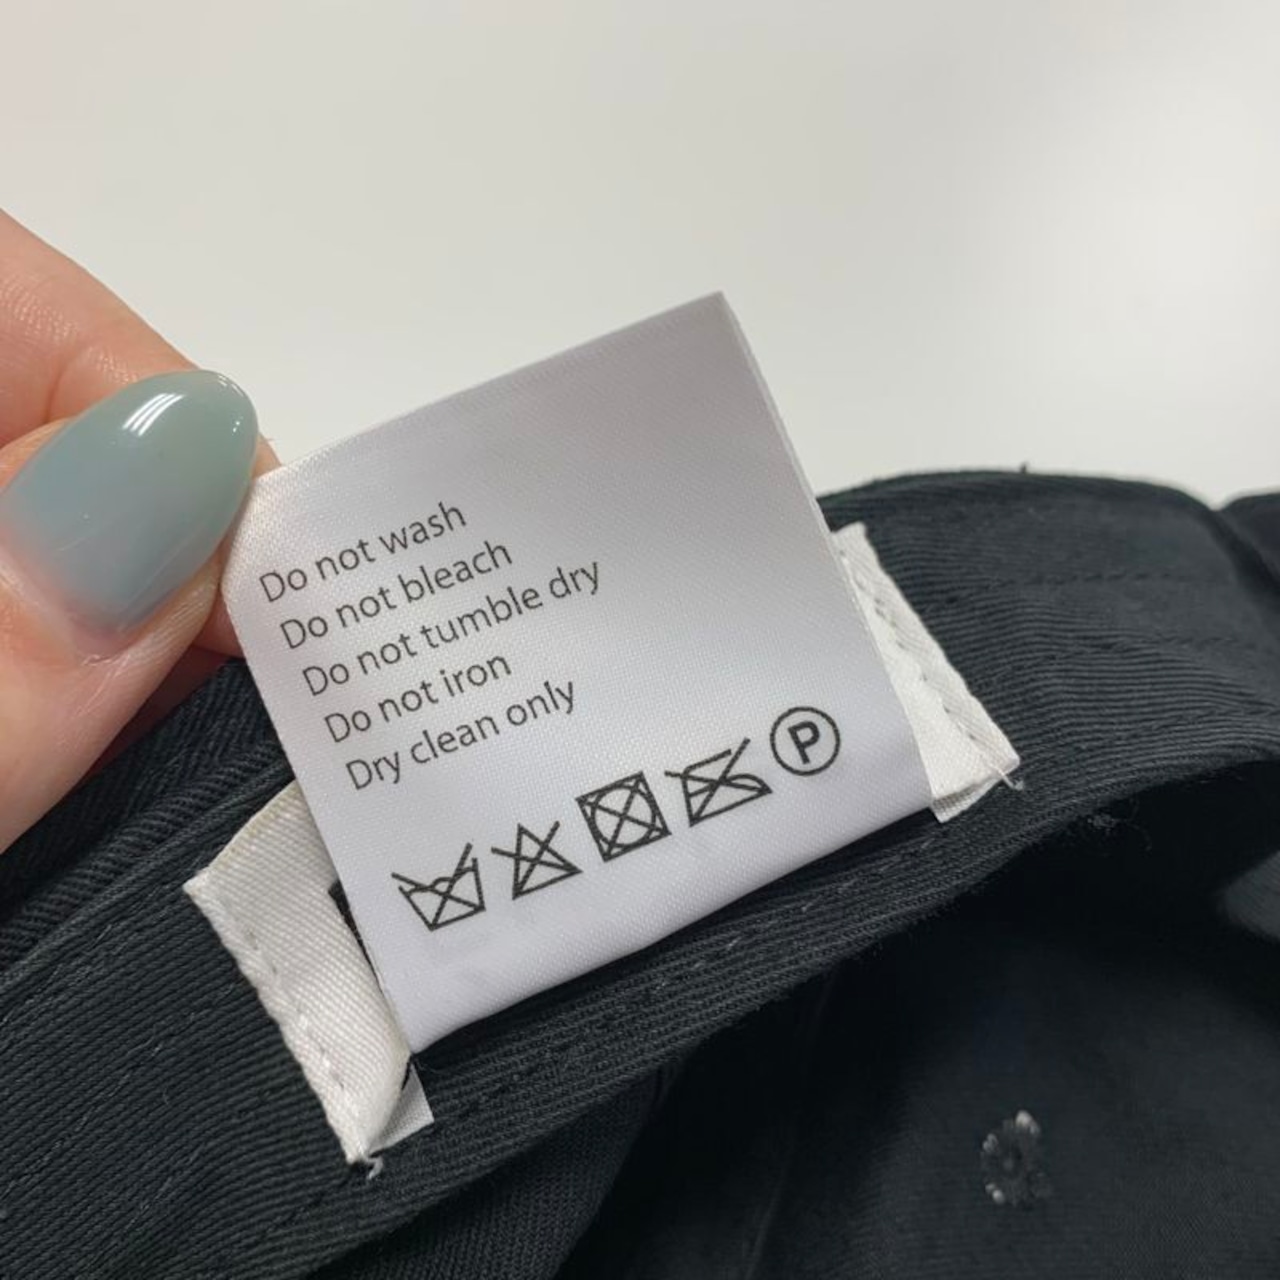 Do not wash
Do not bleach
Do not tumble dry
Do not iron
Dry clean only
P